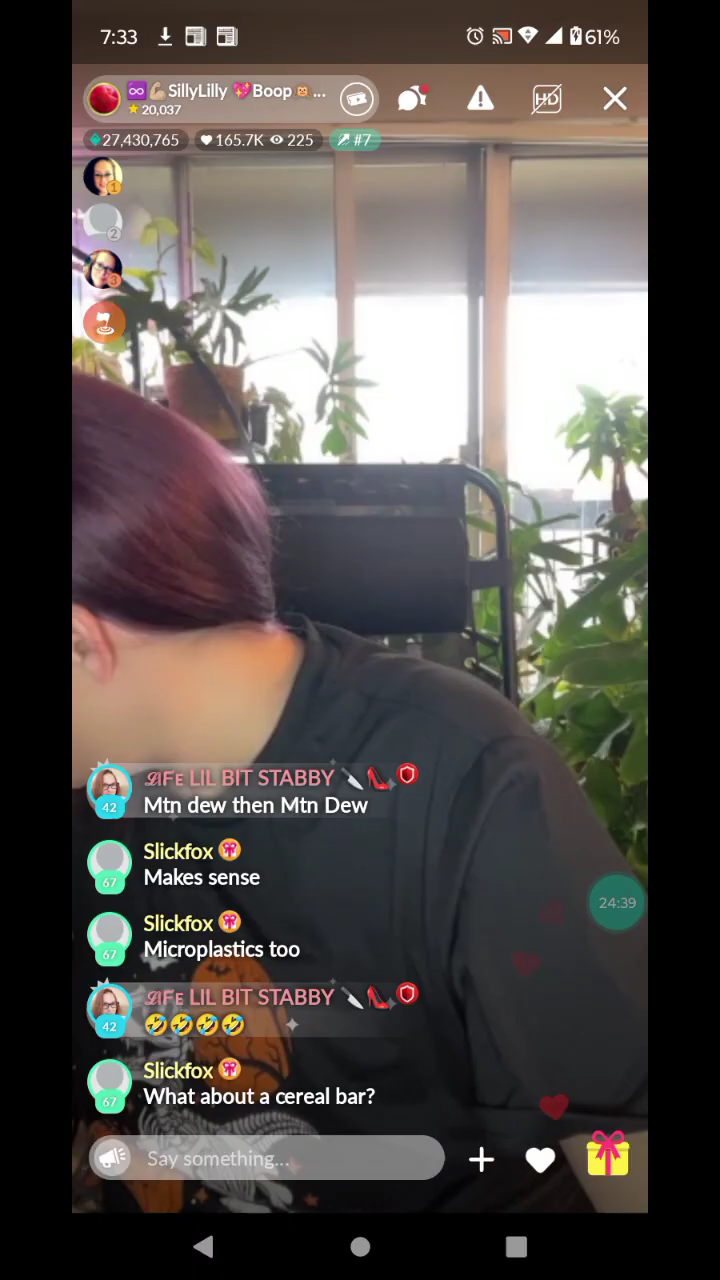 7:33
61%
♾️💪🏼SillyLilly 💖Boop🐵...
⭐20,037
HD
27,430,765
165.7K 225
#7
1
2
3
ℒIFE LIL BIT STABBY 🔪👠
42
Mtn dew then Mtn Dew
Slickfox
67
Makes sense
Slickfox
67
Microplastics too
24:39
ℒIFE LIL BIT STABBY 🔪👠
42
🤣🤣🤣🤣
Slickfox
67
What about a cereal bar?
Say something...